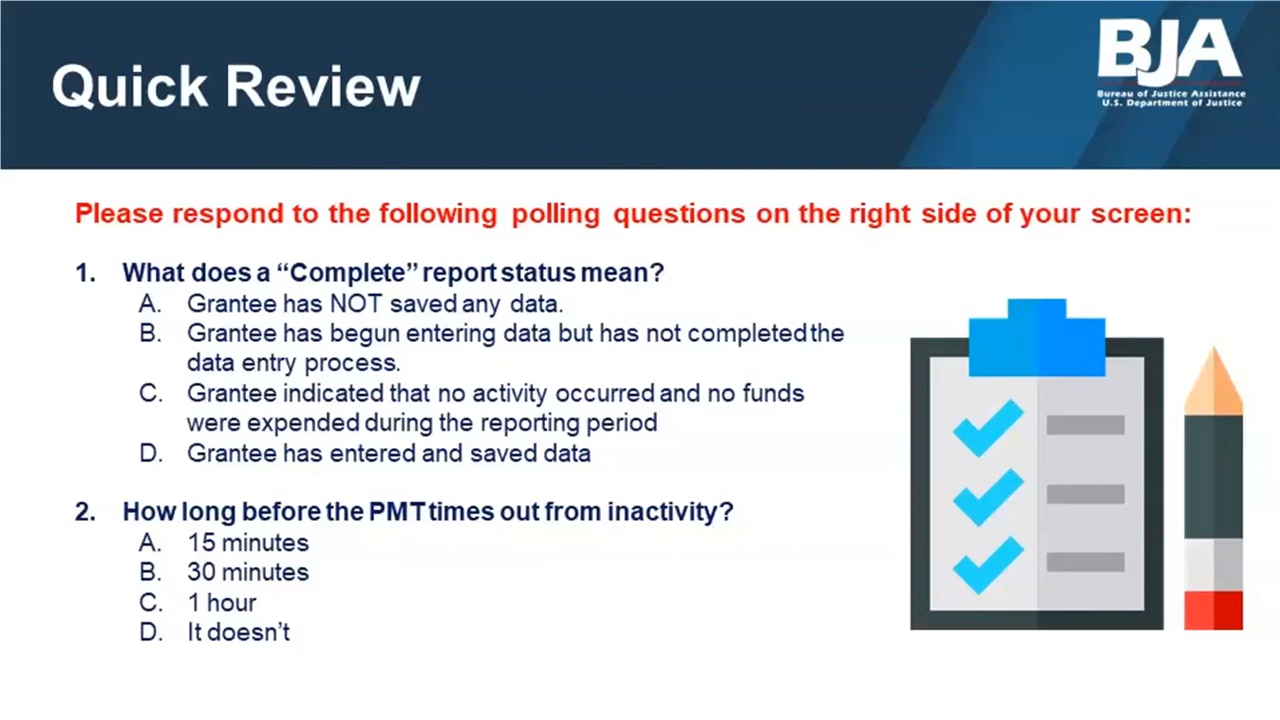 Quick Review
BJA
Bureau of Justice Assistance
U.S. Department of Justice
Please respond to the following polling questions on the right side of your screen:
1. What does a “Complete” report status mean?
A. Grantee has NOT saved any data.
B. Grantee has begun entering data but has not completed the
data entry process.
C. Grantee indicated that no activity occurred and no funds
were expended during the reporting period
D. Grantee has entered and saved data
2. How long before the PMT times out from inactivity?
A. 15 minutes
B. 30 minutes
C. 1 hour
D. It doesn’t